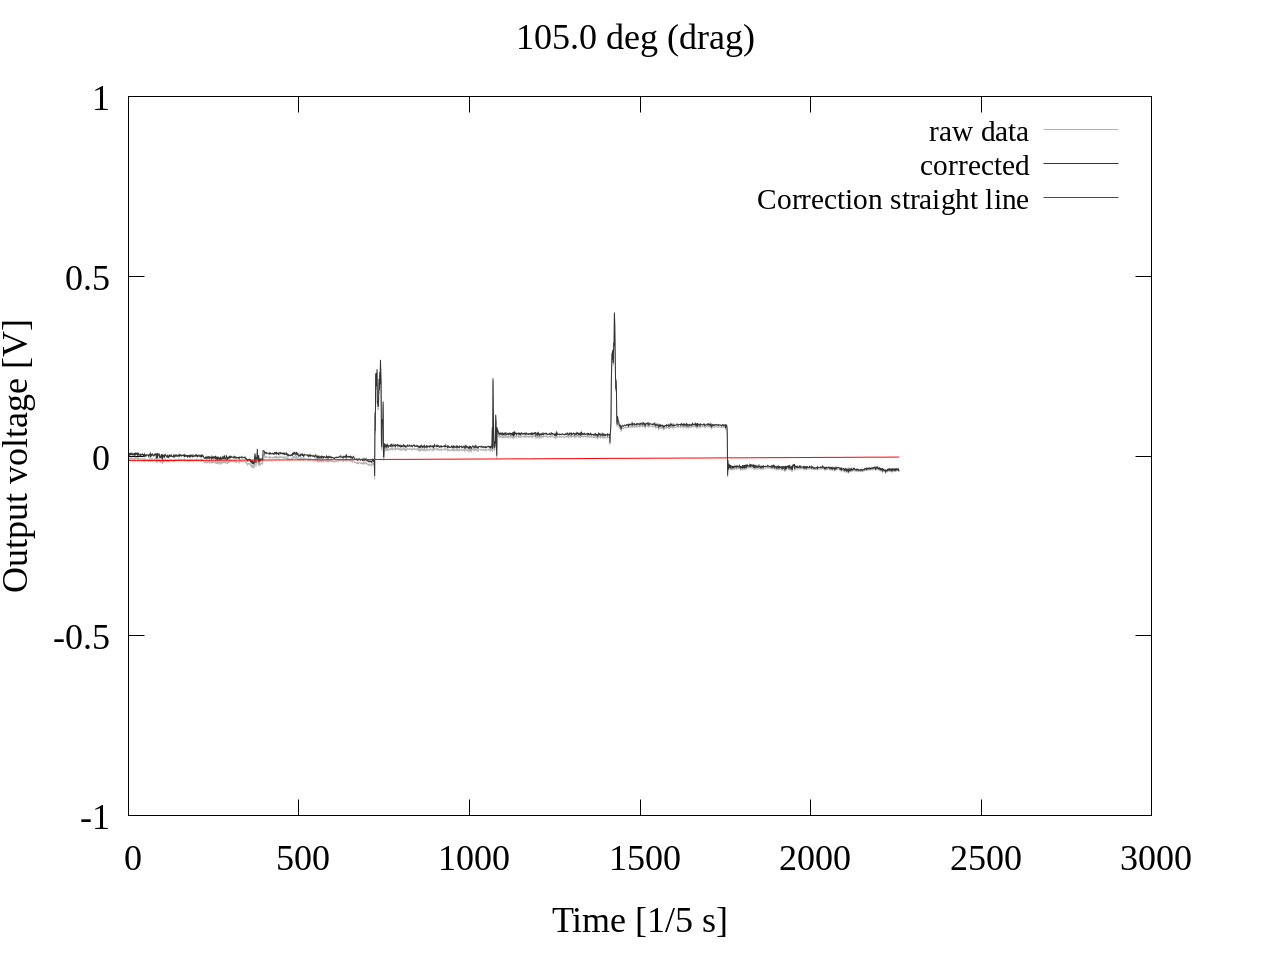 105.0 deg (drag)
1
raw data
corrected
Correction straight line
0.5
0
-0.5
-1
Output voltage [V]
0 500 1000 1500 2000 2500 3000
Time [1/5 s]